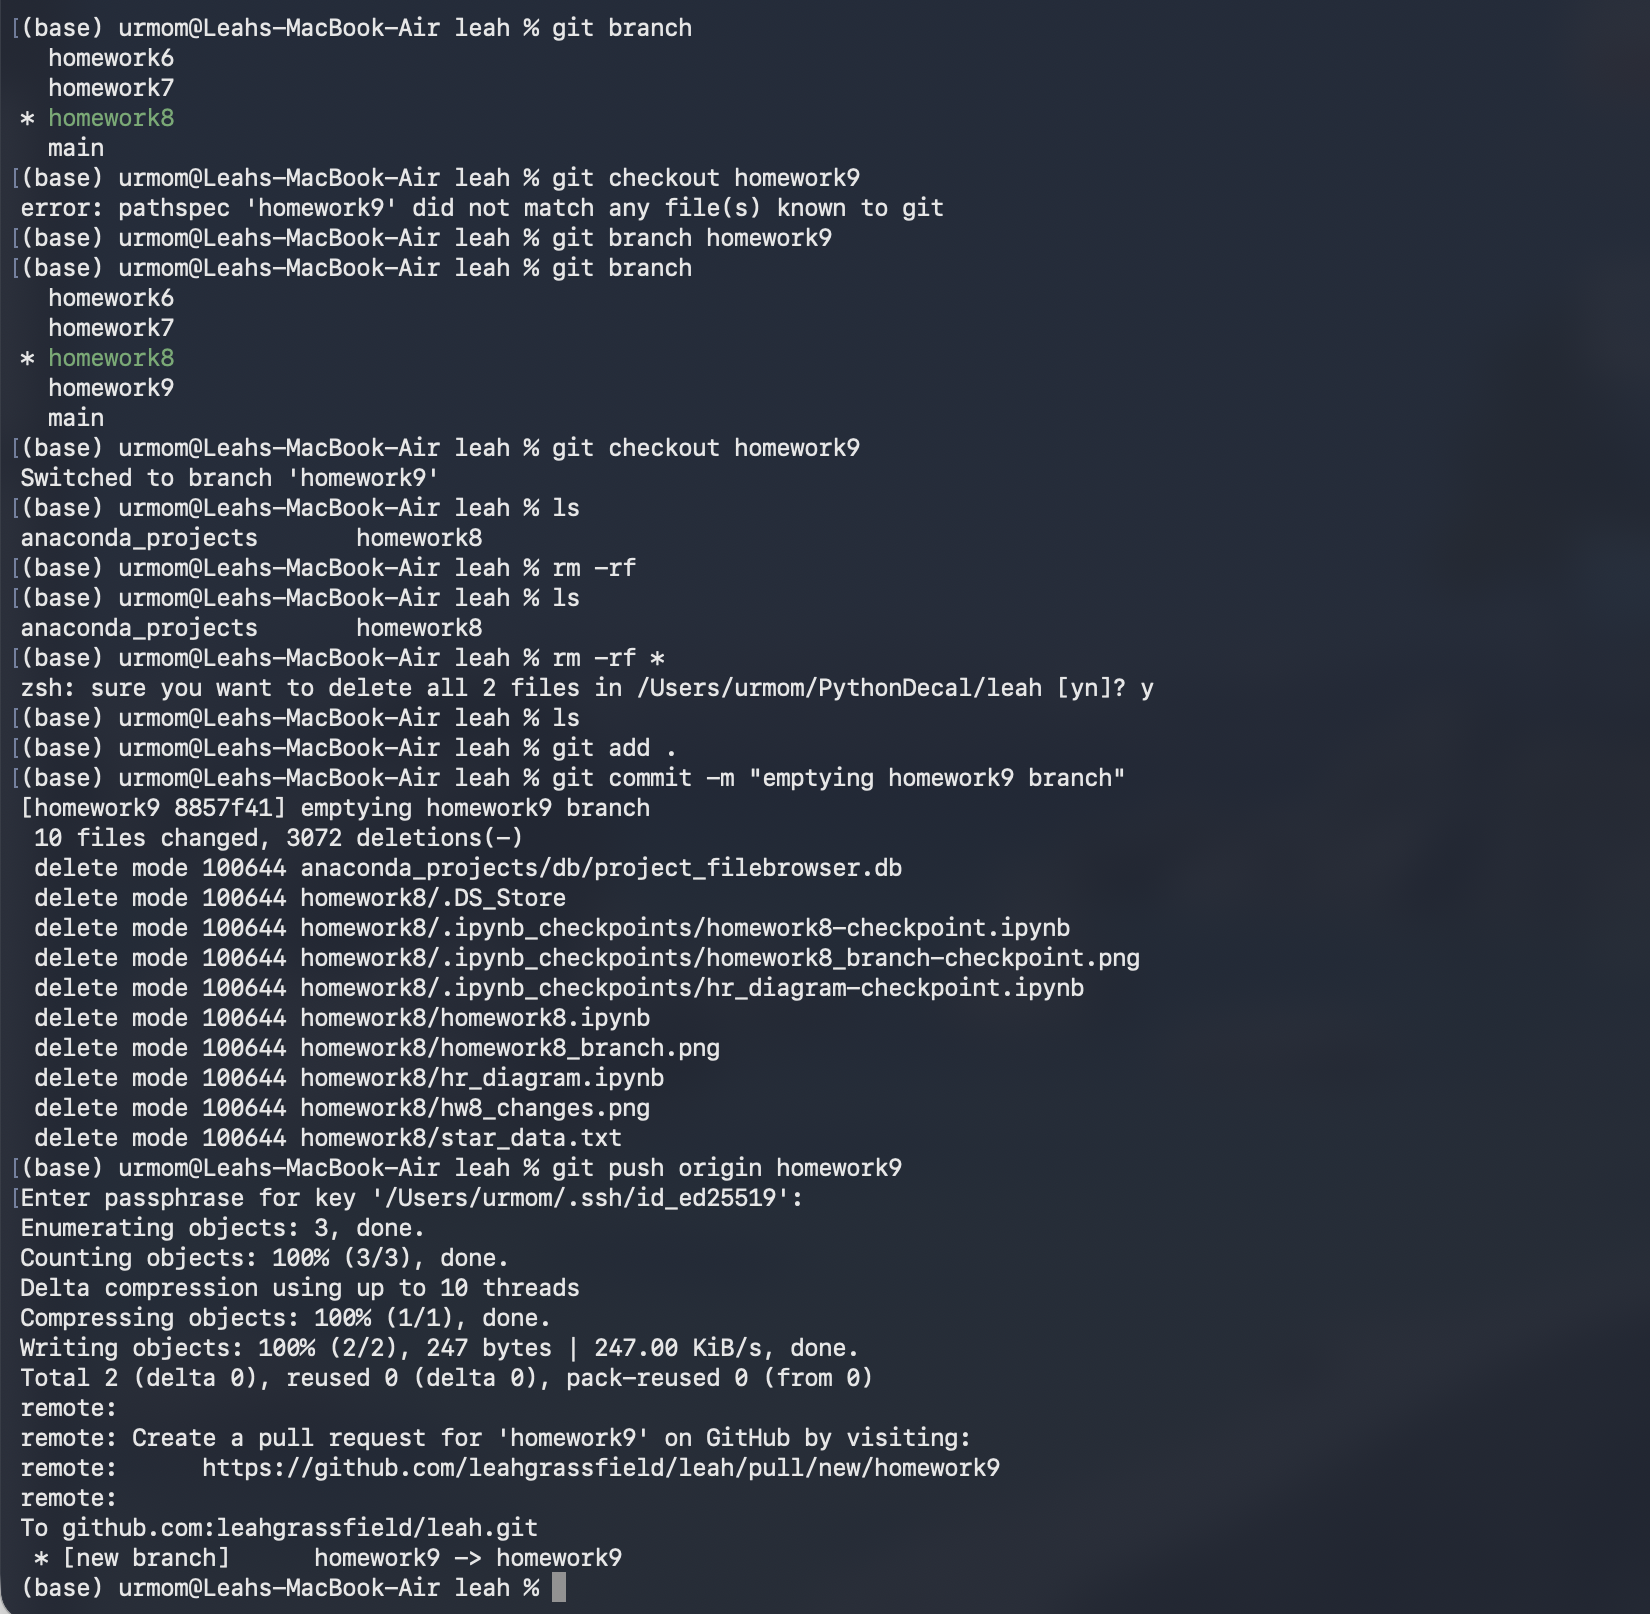 [(base) urmom@Leahs-MacBook-Air leah % git branch
homework6
homework7
* homework8
main
[(base) urmom@Leahs-MacBook-Air leah % git checkout homework9
error: pathspec 'homework9' did not match any file(s) known to git
[(base) urmom@Leahs-MacBook-Air leah % git branch homework9
[(base) urmom@Leahs-MacBook-Air leah % git branch
homework6
homework7
* homework8
homework9
main
[(base) urmom@Leahs-MacBook-Air leah % git checkout homework9
Switched to branch 'homework9'
[(base) urmom@Leahs-MacBook-Air leah % ls
anaconda_projects       homework8
[(base) urmom@Leahs-MacBook-Air leah % rm -rf
[(base) urmom@Leahs-MacBook-Air leah % ls
anaconda_projects       homework8
[(base) urmom@Leahs-MacBook-Air leah % rm -rf *
zsh: sure you want to delete all 2 files in /Users/urmom/PythonDecal/leah [yn]? y
[(base) urmom@Leahs-MacBook-Air leah % ls
[(base) urmom@Leahs-MacBook-Air leah % git add .
[(base) urmom@Leahs-MacBook-Air leah % git commit -m "emptying homework9 branch"
[homework9 8857f41] emptying homework9 branch
10 files changed, 3072 deletions(-)
delete mode 100644 anaconda_projects/db/project_filebrowser.db
delete mode 100644 homework8/.DS_Store
delete mode 100644 homework8/.ipynb_checkpoints/homework8-checkpoint.ipynb
delete mode 100644 homework8/.ipynb_checkpoints/homework8_branch-checkpoint.png
delete mode 100644 homework8/.ipynb_checkpoints/hr_diagram-checkpoint.ipynb
delete mode 100644 homework8/homework8.ipynb
delete mode 100644 homework8/homework8_branch.png
delete mode 100644 homework8/hr_diagram.ipynb
delete mode 100644 homework8/hw8_changes.png
delete mode 100644 homework8/star_data.txt
[(base) urmom@Leahs-MacBook-Air leah % git push origin homework9
[Enter passphrase for key '/Users/urmom/.ssh/id_ed25519':
Enumerating objects: 3, done.
Counting objects: 100% (3/3), done.
Delta compression using up to 10 threads
Compressing objects: 100% (1/1), done.
Writing objects: 100% (2/2), 247 bytes | 247.00 KiB/s, done.
Total 2 (delta 0), reused 0 (delta 0), pack-reused 0 (from 0)
remote:
remote: Create a pull request for 'homework9' on GitHub by visiting:
remote:      https://github.com/leahgrassfield/leah/pull/new/homework9
remote:
To github.com:leahgrassfield/leah.git
* [new branch]      homework9 -> homework9
(base) urmom@Leahs-MacBook-Air leah %